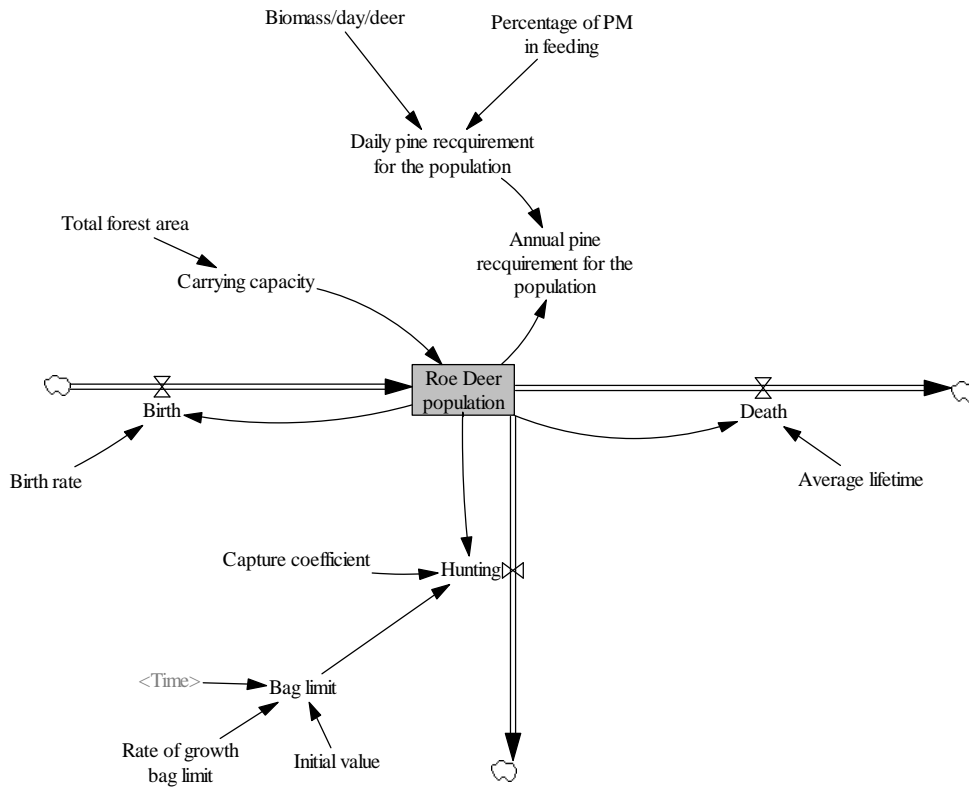 Biomass/day/deer
Percentage of PM
in feeding
Daily pine recquirement
for the population
Total forest area
Annual pine
recquirement for the
population
Carrying capacity
Roe Deer
population
Birth
Death
Birth rate
Average lifetime
Capture coefficient
Hunting
<Time>
Bag limit
Rate of growth
bag limit
Initial value